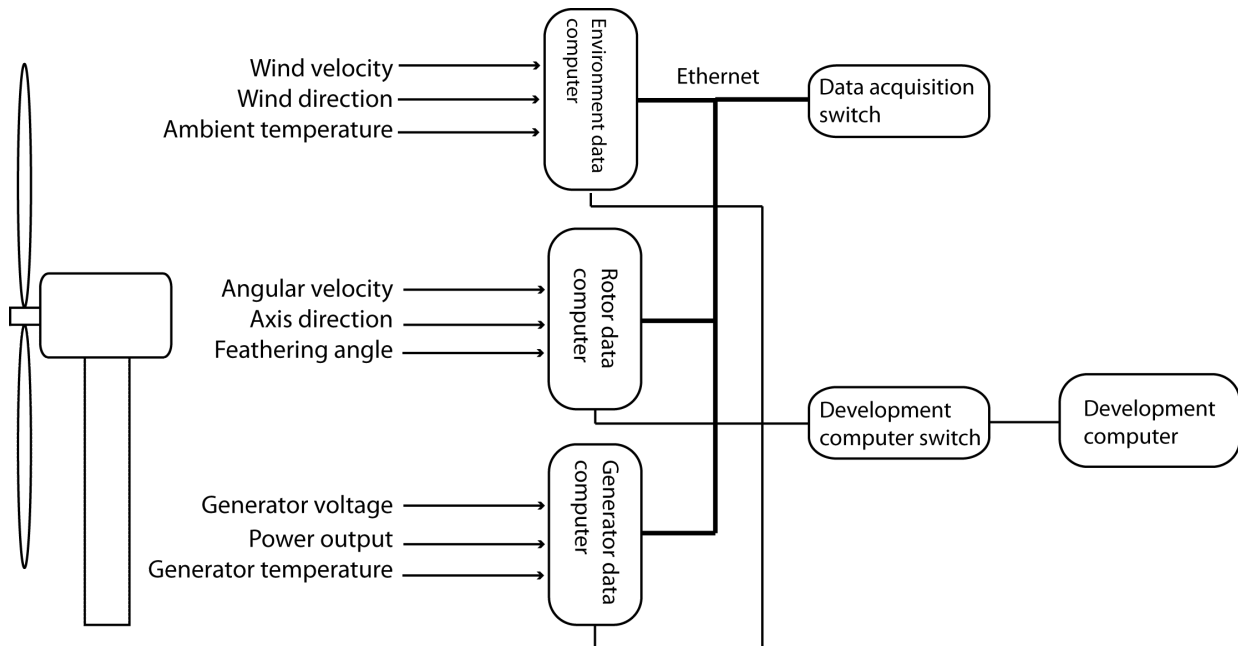 Wind velocity
Wind direction
Ambient temperature
Environment data
computer
Ethernet
Data acquisition
switch
Angular velocity
Axis direction
Feathering angle
Rotor data
computer
Development
computer switch
Development
computer
Generator voltage
Power output
Generator temperature
Generator data
computer